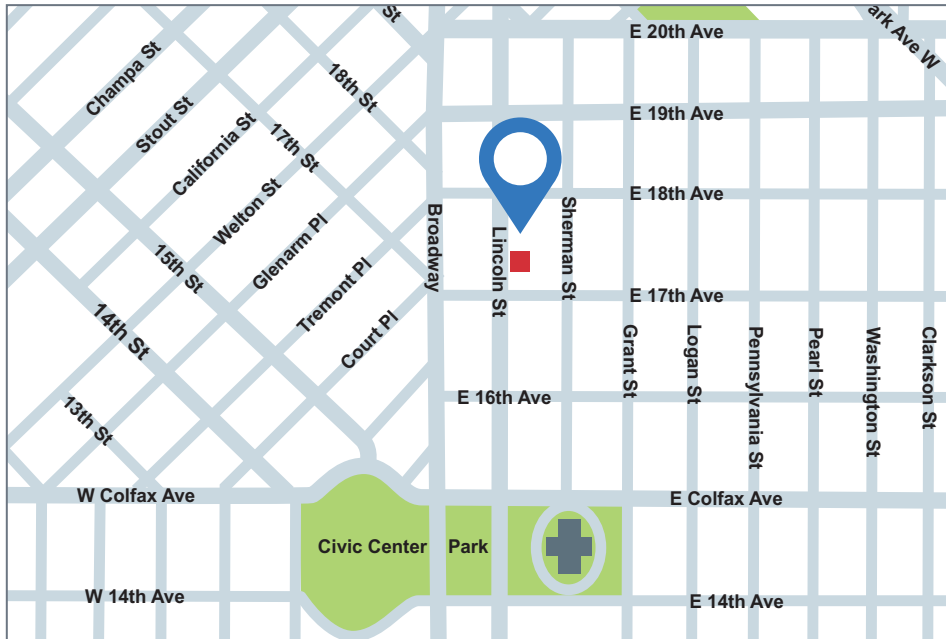 St
E 20th Ave
ark Ave W
Champa St
18th St
E 19th Ave
Stout St
17th St
California St
E 18th Ave
Welton St
Broadway
Lincoln St
Sherman St
Glenarm Pl
15th St
Tremont Pl
E 17th Ave
14th St
Court Pl
Grant St
Logan St
Pennsylvania St
Pearl St
Washington St
Clarkson St
E 16th Ave
13th St
W Colfax Ave
E Colfax Ave
Civic Center Park
W 14th Ave
E 14th Ave